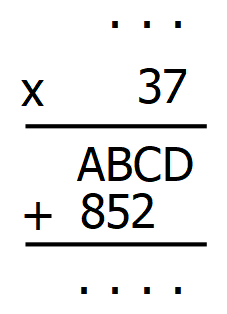 . . .
x 37
ABCD
+ 852
. . . .